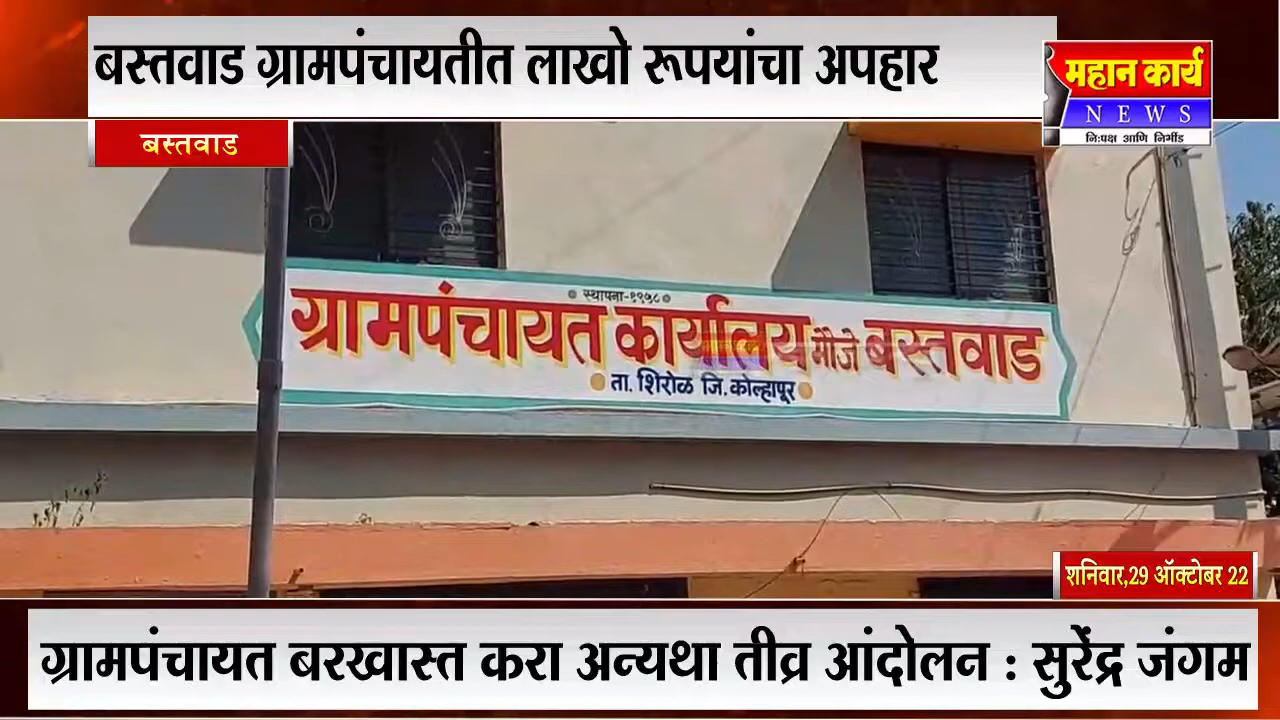 बस्तवाड ग्रामपंचायतीत लाखो रूपयांचा अपहार
महान कार्य
NEWS
निःपक्ष आणि निर्भीड
बस्तवाड
स्थापना-१९५८
ग्रामपंचायत कार्यालय मौजे बस्तवाड
ता. शिरोळ जि. कोल्हापूर
शनिवार,29 ऑक्टोबर 22
ग्रामपंचायत बरखास्त करा अन्यथा तीव्र आंदोलन : सुरेंद्र जंगम